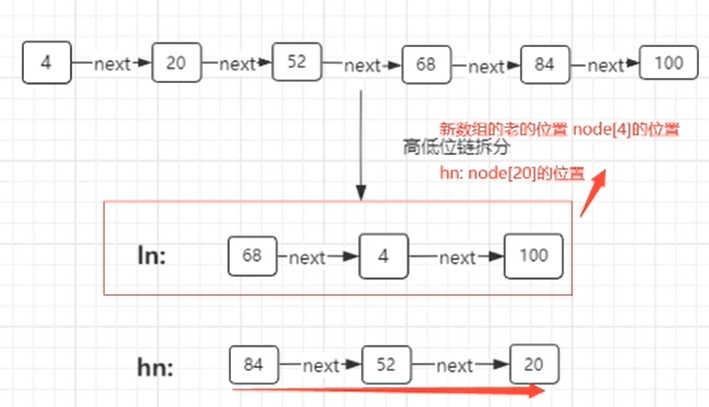 4 next 20 next 52 next 68 next 84 next 100
新数组的老的位置 node[4]的位置
高低位链拆分
hn: node[20]的位置
ln: 68 next 4 next 100
hn: 84 next 52 next 20